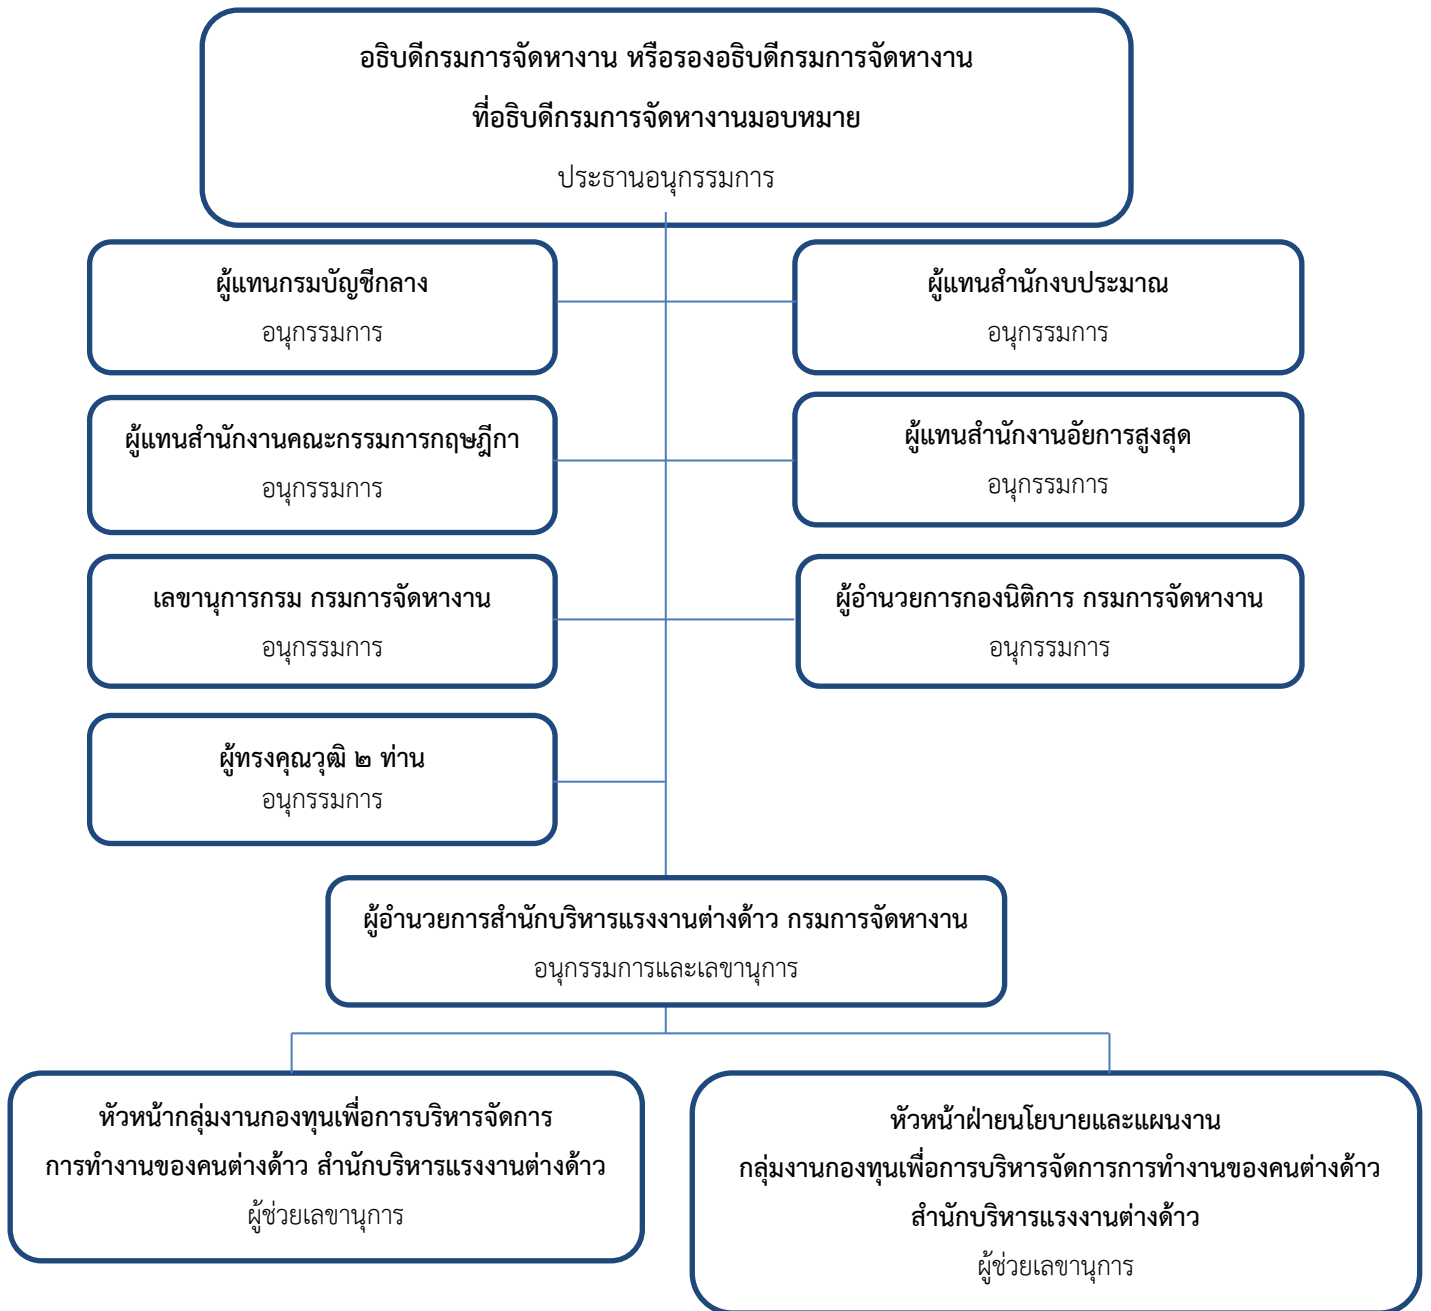 อธิบดีกรมการจัดหางาน หรือรองอธิบดีกรมการจัดหางาน
ที่อธิบดีกรมการจัดหางานมอบหมาย
ประธานอนุกรรมการ
ผู้แทนกรมบัญชีกลาง
อนุกรรมการ
ผู้แทนสำนักงบประมาณ
อนุกรรมการ
ผู้แทนสำนักงานคณะกรรมการกฤษฎีกา
อนุกรรมการ
ผู้แทนสำนักงานอัยการสูงสุด
อนุกรรมการ
เลขานุการกรม กรมการจัดหางาน
อนุกรรมการ
ผู้อำนวยการกองนิติการ กรมการจัดหางาน
อนุกรรมการ
ผู้ทรงคุณวุฒิ ๒ ท่าน
อนุกรรมการ
ผู้อำนวยการสำนักบริหารแรงงานต่างด้าว กรมการจัดหางาน
อนุกรรมการและเลขานุการ
หัวหน้ากลุ่มงานกองทุนเพื่อการบริหารจัดการ
การทำงานของคนต่างด้าว สำนักบริหารแรงงานต่างด้าว
ผู้ช่วยเลขานุการ
หัวหน้าฝ่ายนโยบายและแผนงาน
กลุ่มงานกองทุนเพื่อการบริหารจัดการการทำงานของคนต่างด้าว
สำนักบริหารแรงงานต่างด้าว
ผู้ช่วยเลขานุการ